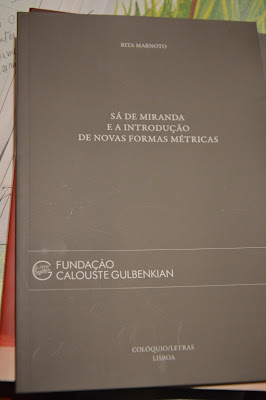 RITA MARNOTO
SÁ DE MIRANDA
E A INTRODUÇÃO
DE NOVAS FORMAS MÉTRICAS
FUNDAÇÃO
CALOUSTE GULBENKIAN
COLÓQUIO/LETRAS
LISBOA